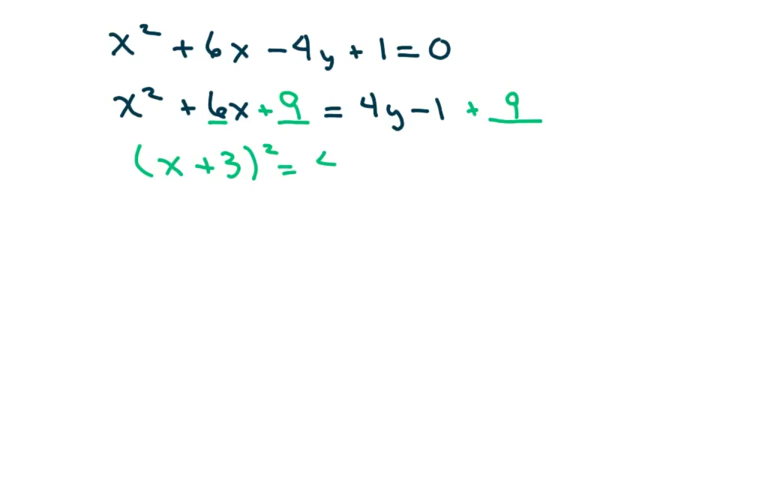 x² + 6x - 4y + 1 = 0
x² + 6x + 9 = 4y - 1 + 9
(x + 3)² =